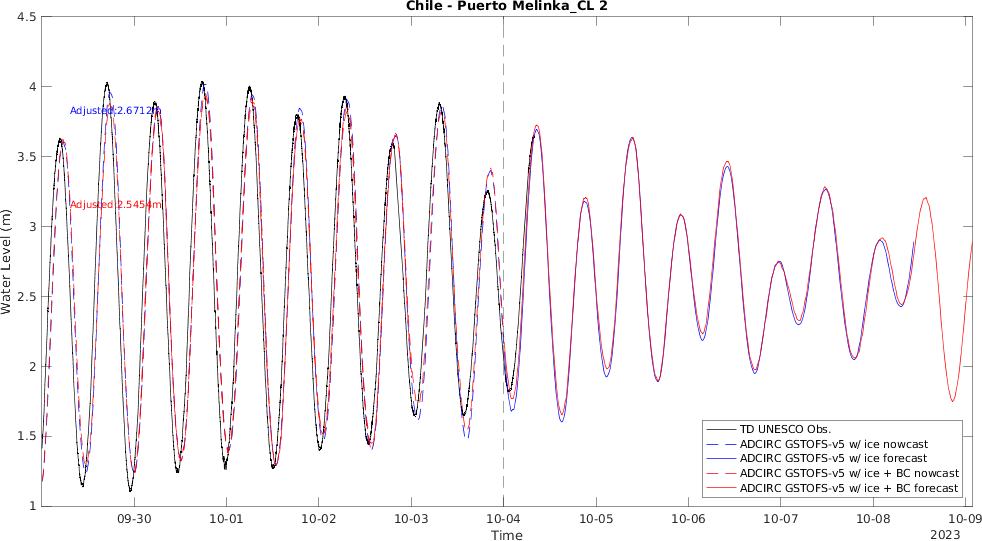 Chile - Puerto Melinka_CL 2
Water Level (m)
4.5
4
3.5
3
2.5
2
1.5
1
Adjusted:2.6712m
Adjusted:2.5454m
TD UNESCO Obs.
ADCIRC GSTOFS-v5 w/ ice nowcast
ADCIRC GSTOFS-v5 w/ ice forecast
ADCIRC GSTOFS-v5 w/ ice + BC nowcast
ADCIRC GSTOFS-v5 w/ ice + BC forecast
09-30
10-01
10-02
10-03
10-04
10-05
10-06
10-07
10-08
10-09
Time
2023